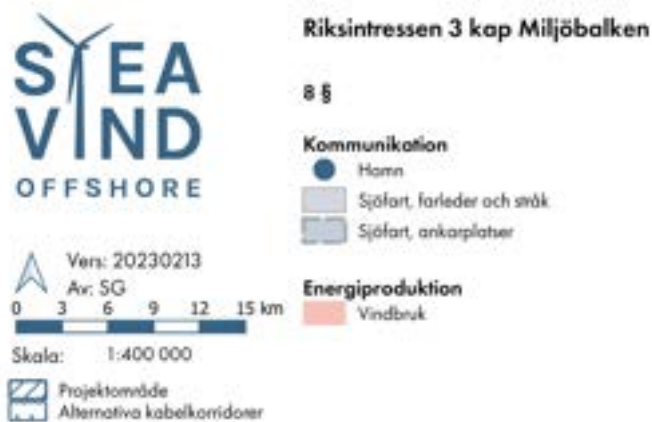 SVEA
VIND
OFFSHORE
Vers: 20230213
Av: SG
0 3 6 9 12 15 km
Skala: 1:400 000
Projektområde
Alternativa kabelkorridorer
Riksintressen 3 kap Miljöbalken
8 §
Kommunikation
Hamn
Sjöfart, farleder och stråk
Sjöfart, ankarplatser
Energiproduktion
Vindbruk